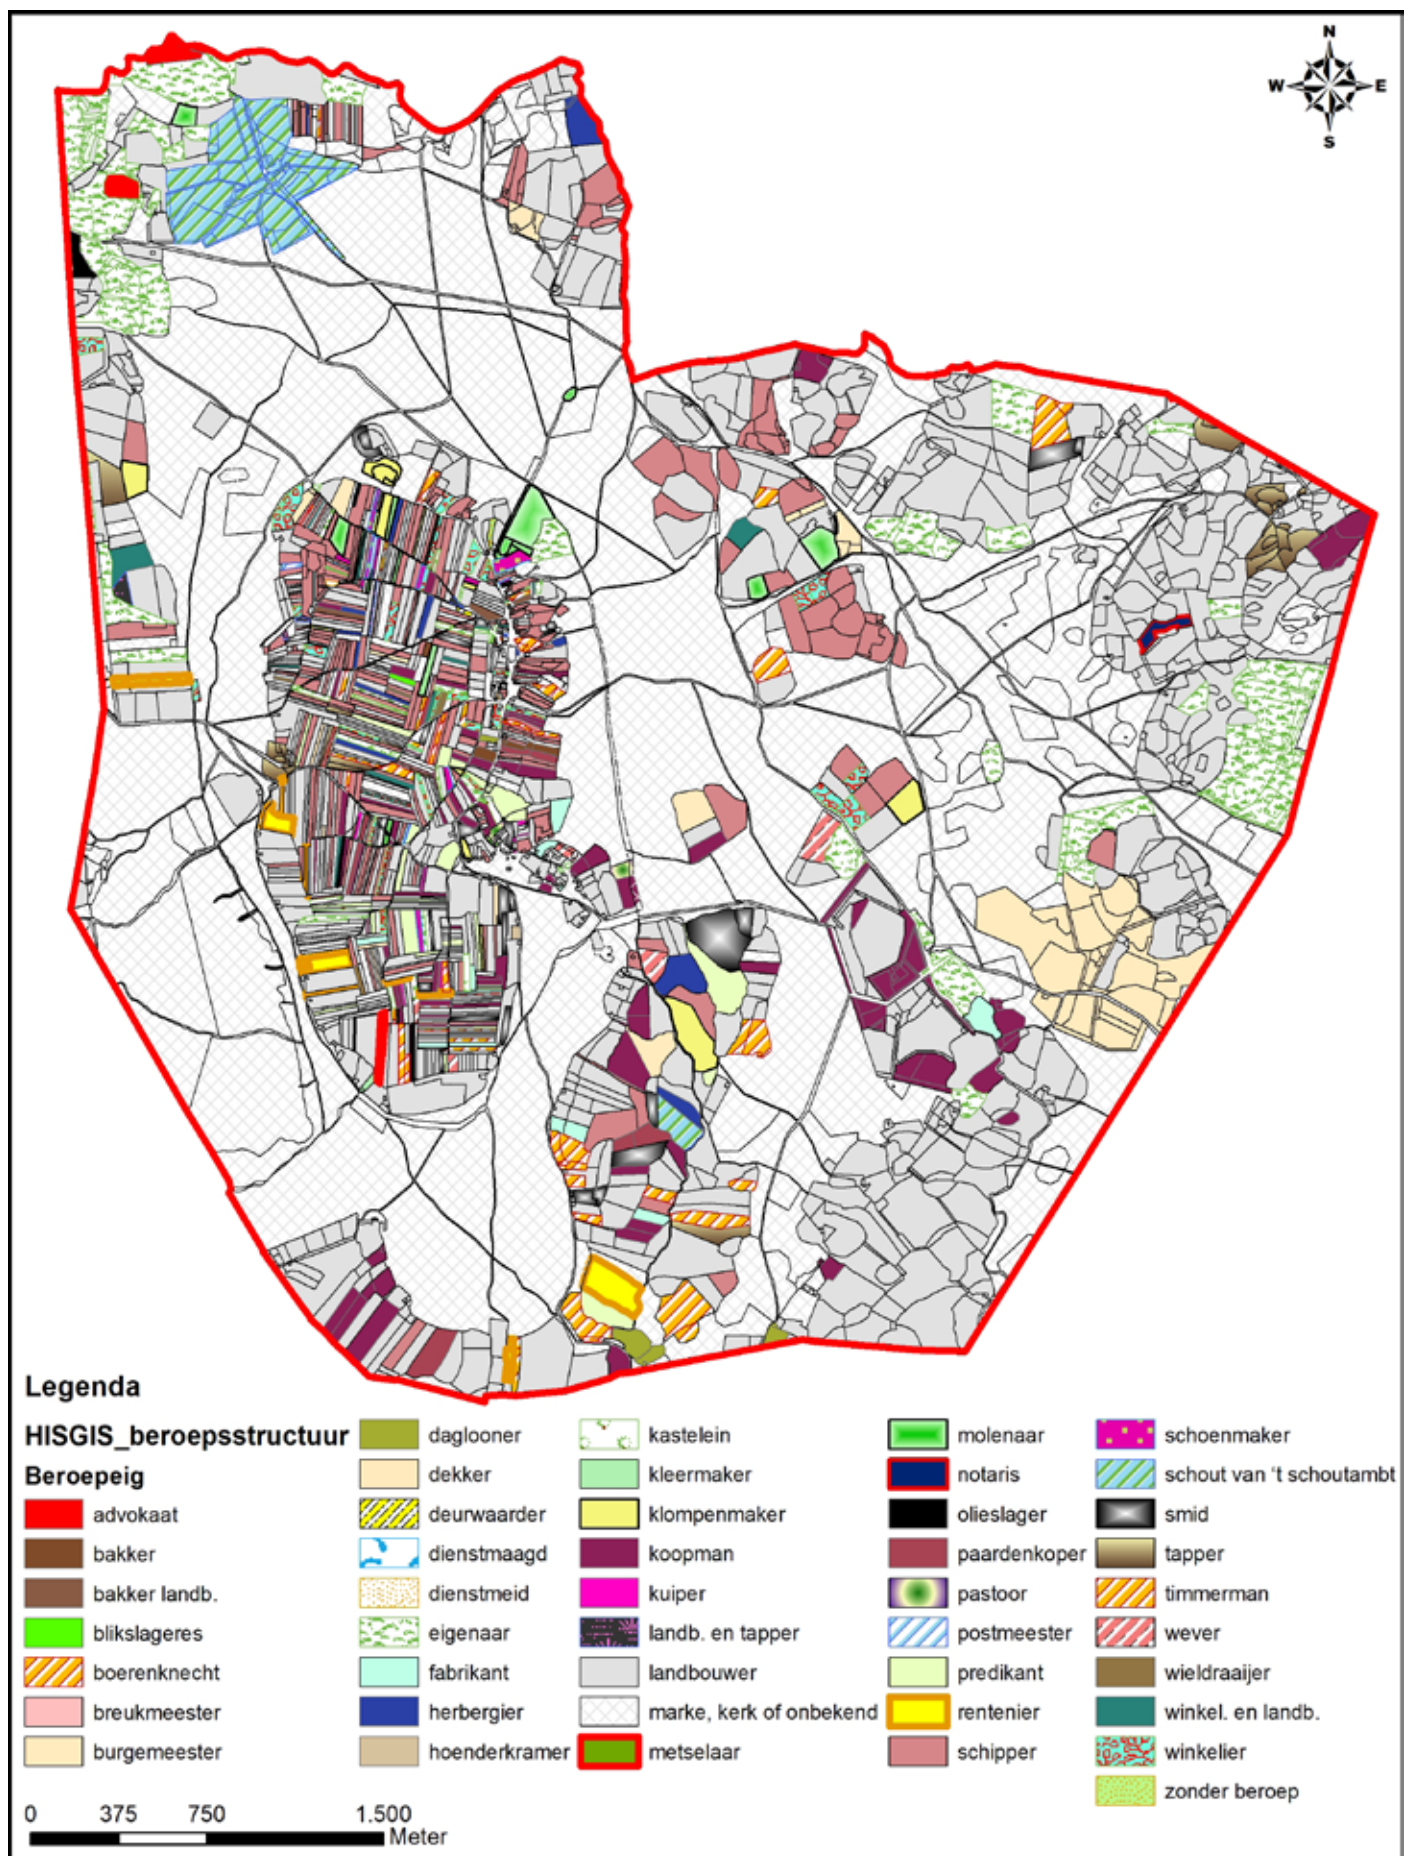 N
W E
S
Legenda
HISGIS_beroepsstructuur
Beroepeig
advokaat
bakker
bakker landb.
blikslageres
boerenknecht
breukmeester
burgemeester
daglooner
dekker
deurwaarder
dienstmaagd
dienstmeid
eigenaar
fabrikant
herbergier
hoenderkramer
kastelein
kleermaker
klompenmaker
koopman
kuiper
landb. en tapper
landbouwer
marke, kerk of onbekend
metselaar
molenaar
notaris
olieslager
paardenkoper
pastoor
postmeester
predikant
rentenier
schipper
schoenmaker
schout van ‘t schoutambt
smid
tapper
timmerman
wever
wieldraaijer
winkel. en landb.
winkelier
zonder beroep
0 375 750 1.500
Meter